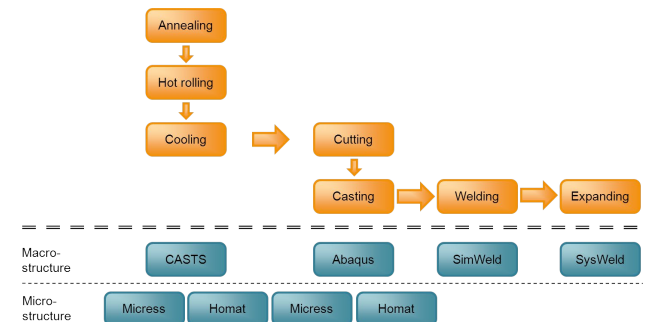 Annealing
Hot rolling
Cooling
Cutting
Casting
Welding
Expanding
Macro-
structure
CASTS
Abaqus
SimWeld
SysWeld
Micro-
structure
Micress
Homat
Micress
Homat